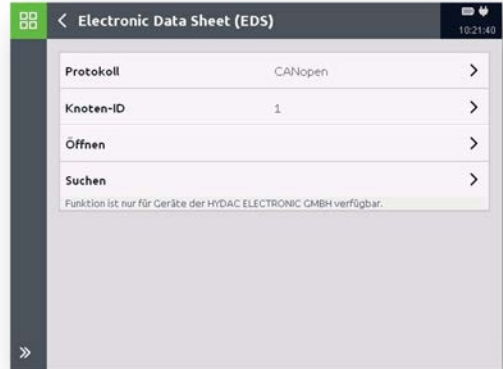 Electronic Data Sheet (EDS)
10:21:40
Protokoll CANopen
Knoten-ID 1
Öffnen
Suchen
Funktion ist nur für Geräte der HYDAC ELECTRONIC GMBH verfügbar.